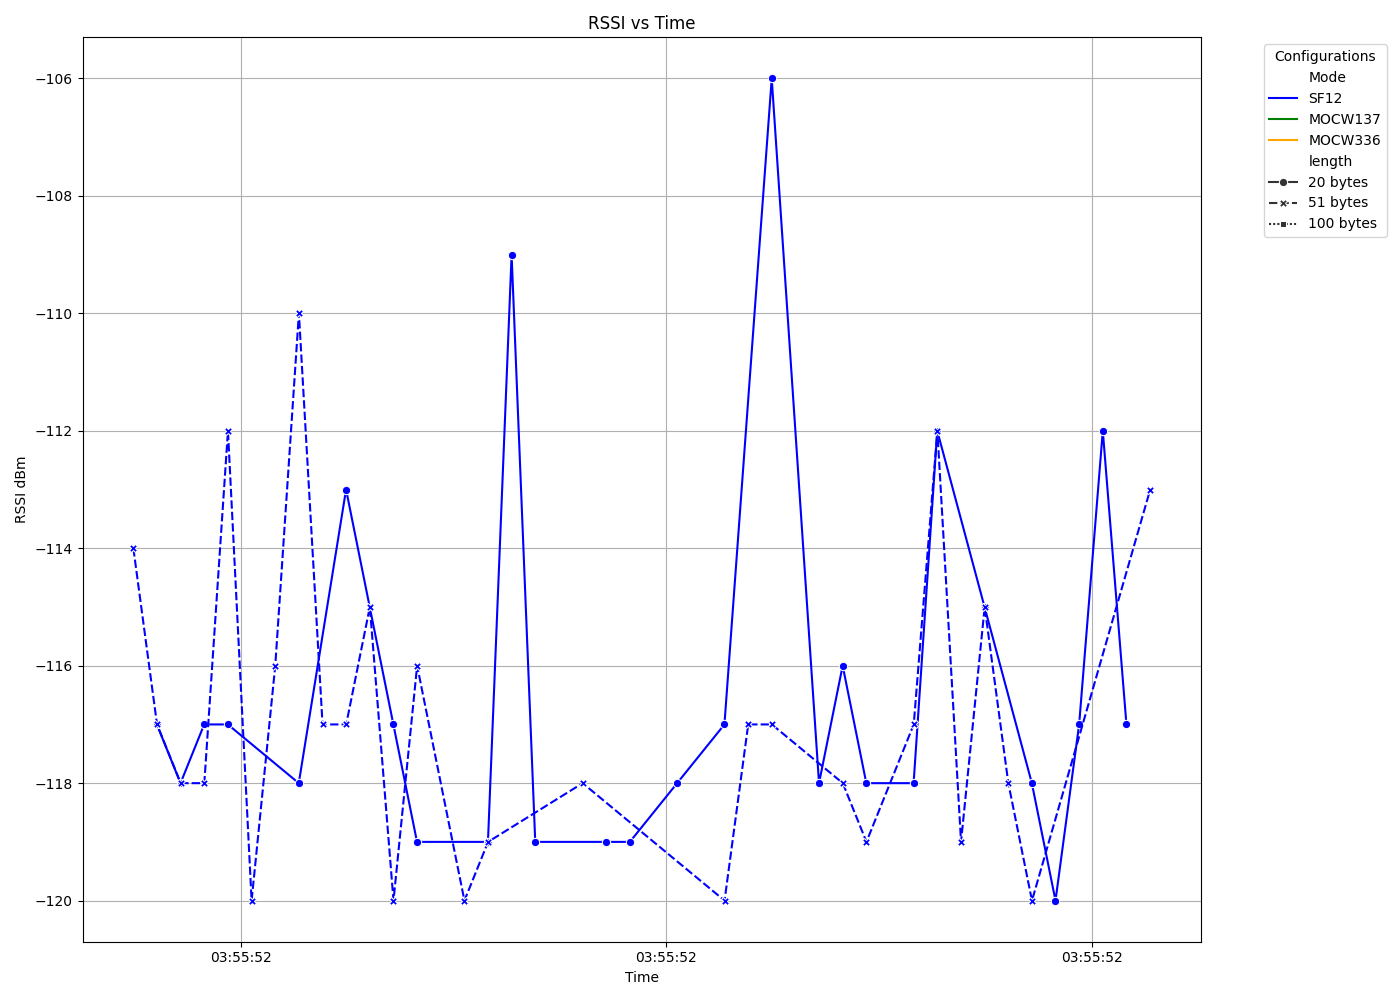 RSSI vs Time
Configurations
Mode
SF12
MOCW137
MOCW336
length
20 bytes
51 bytes
100 bytes
RSSI dBm
−106
−108
−110
−112
−114
−116
−118
−120
03:55:52
03:55:52
03:55:52
Time